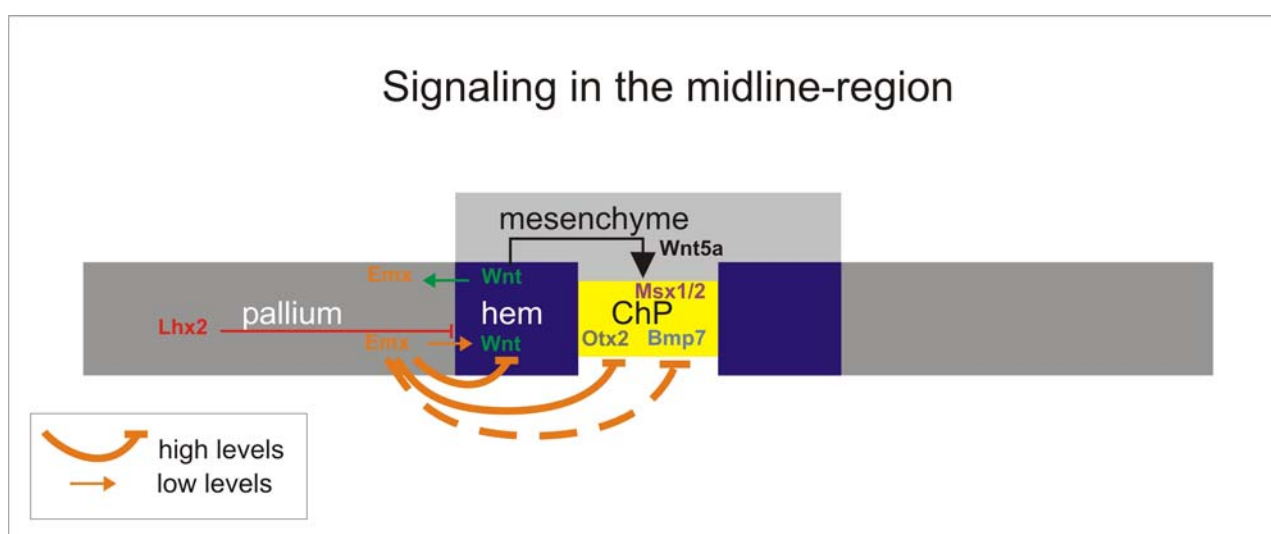 Signaling in the midline-region
mesenchyme
Wnt5a
Emx Wnt
Msx1/2
pallium hem ChP
Lhx2
Emx Wnt Otx2 Bmp7
high levels
low levels